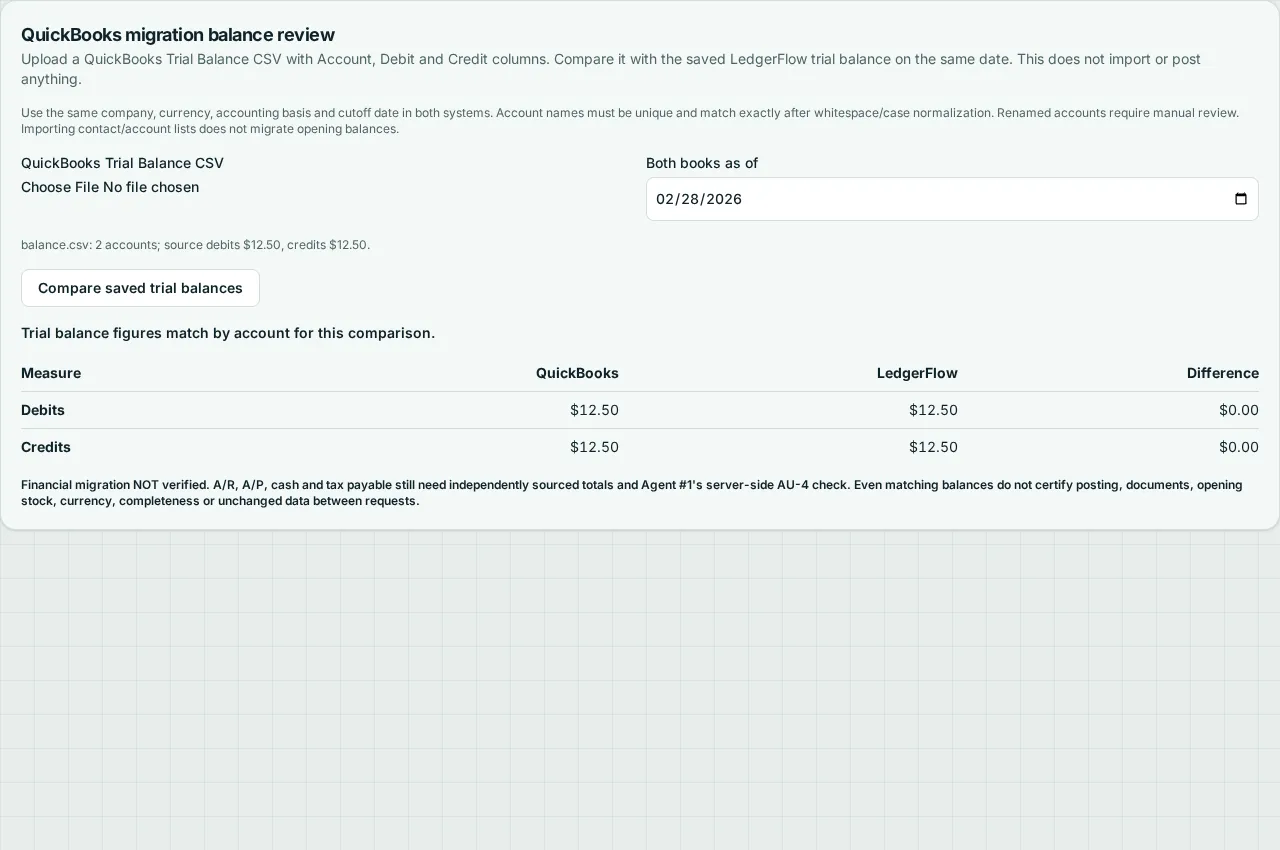 QuickBooks migration balance review
Upload a QuickBooks Trial Balance CSV with Account, Debit and Credit columns. Compare it with the saved LedgerFlow trial balance on the same date. This does not import or post
anything.
Use the same company, currency, accounting basis and cutoff date in both systems. Account names must be unique and match exactly after whitespace/case normalization. Renamed accounts require manual review.
Importing contact/account lists does not migrate opening balances.
QuickBooks Trial Balance CSV
Choose File No file chosen
Both books as of
02/28/2026
balance.csv: 2 accounts; source debits $12.50, credits $12.50.
Compare saved trial balances
Trial balance figures match by account for this comparison.
Measure QuickBooks LedgerFlow Difference
Debits $12.50 $12.50 $0.00
Credits $12.50 $12.50 $0.00
Financial migration NOT verified. A/R, A/P, cash and tax payable still need independently sourced totals and Agent #1's server-side AU-4 check. Even matching balances do not certify posting, documents, opening
stock, currency, completeness or unchanged data between requests.